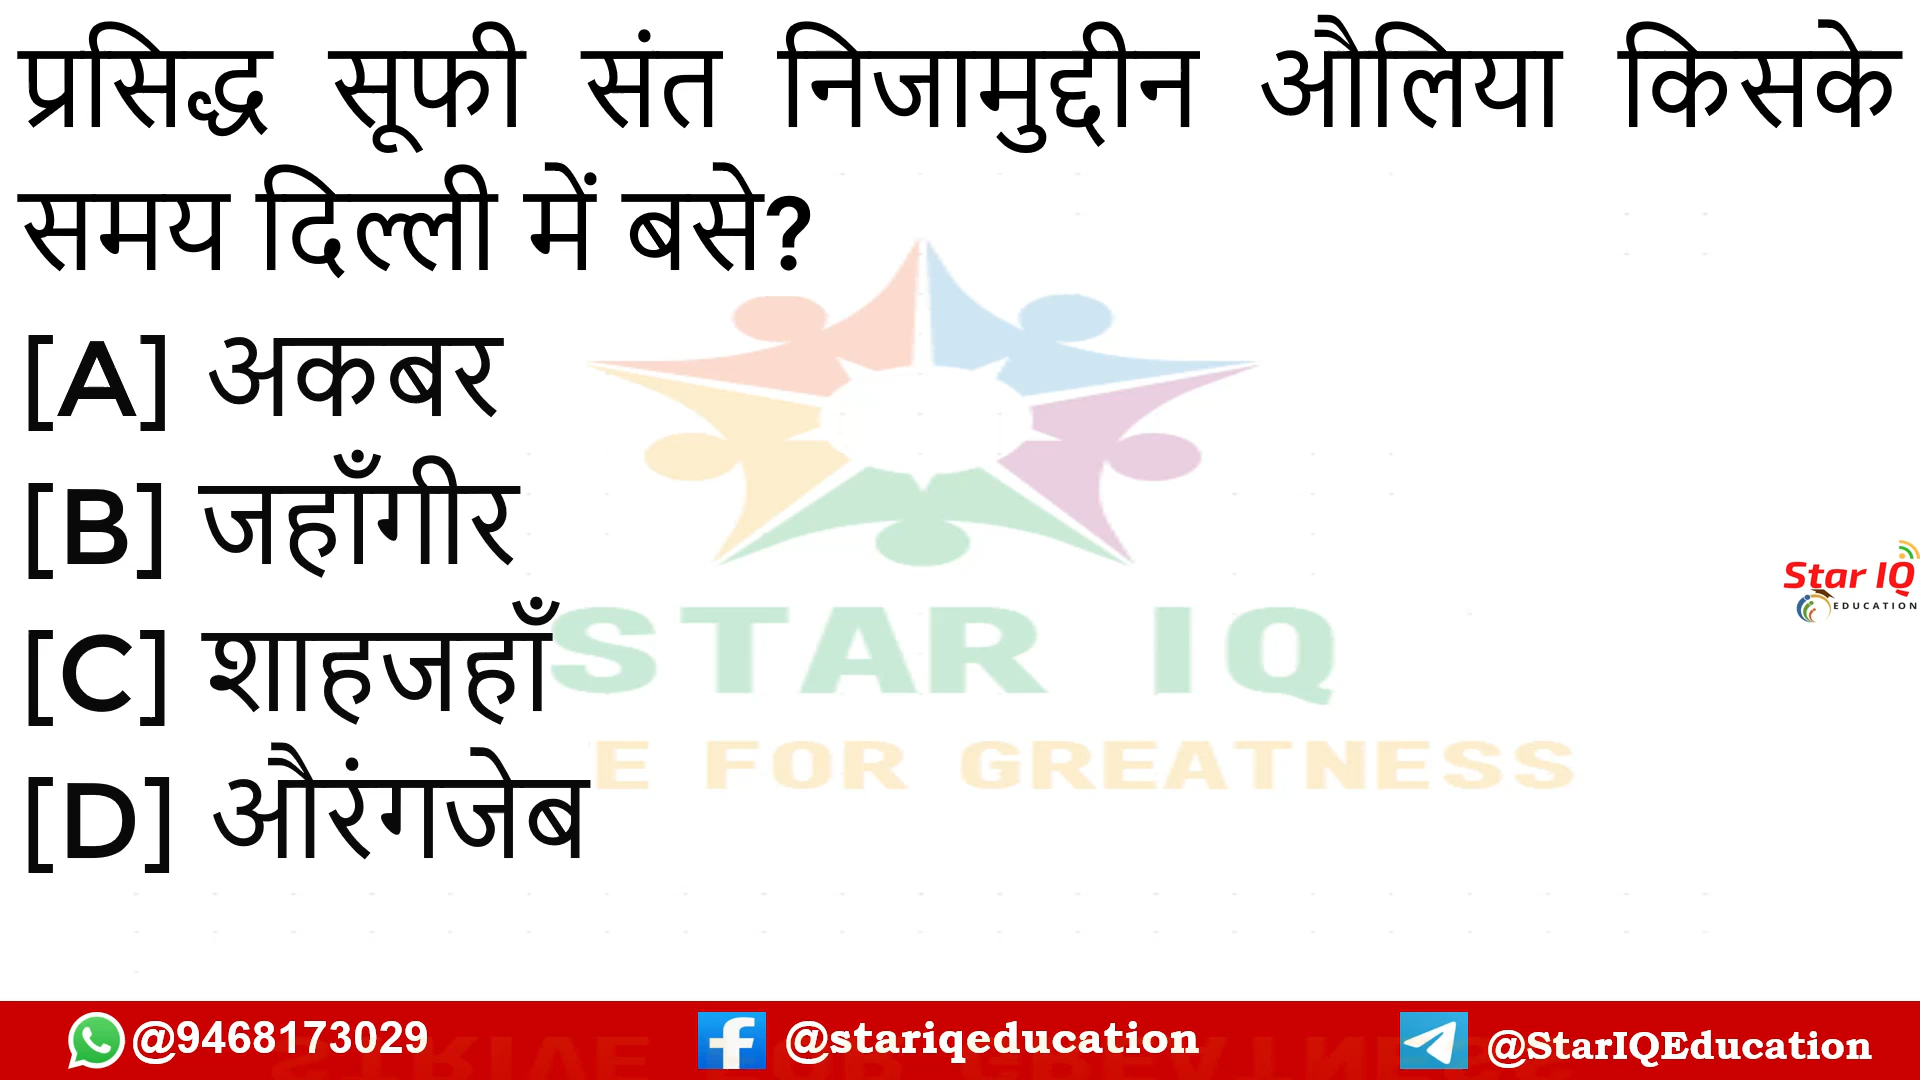 प्रसिद्ध सूफी संत निजामुद्दीन औलिया किसके
समय दिल्ली में बसे?
[A] अकबर
[B] जहाँगीर
[C] शाहजहाँ
[D] औरंगजेब
STAR IQ
E FOR GREATNESS
Star IQ
EDUCATION
@9468173029 @stariqeducation @StarIQEducation